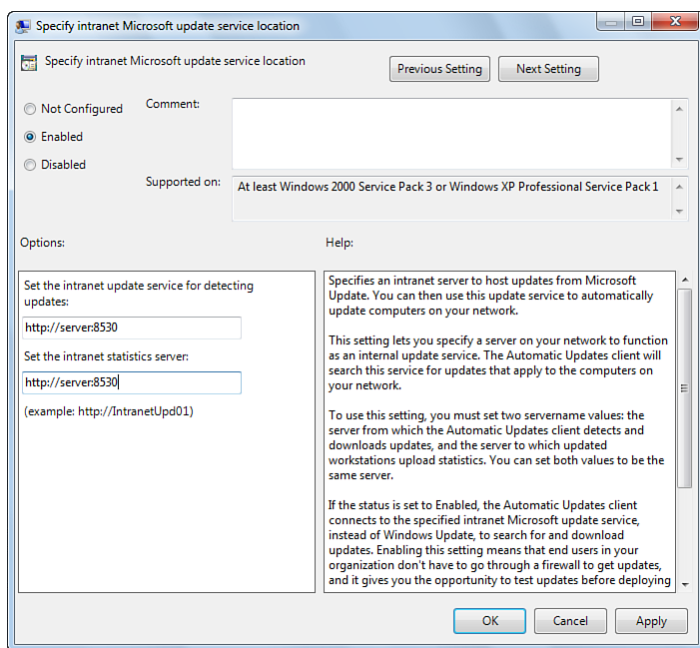 Specify intranet Microsoft update service location
Specify intranet Microsoft update service location
Previous Setting
Next Setting
Not Configured
Comment:
Enabled
Disabled
Supported on:
At least Windows 2000 Service Pack 3 or Windows XP Professional Service Pack 1
Options:
Help:
Set the intranet update service for detecting
updates:
http://server:8530
Set the intranet statistics server:
http://server:8530
(example: http://IntranetUpd01)
Specifies an intranet server to host updates from Microsoft
Update. You can then use this update service to automatically
update computers on your network.
This setting lets you specify a server on your network to function
as an internal update service. The Automatic Updates client will
search this service for updates that apply to the computers on
your network.
To use this setting, you must set two servername values: the
server from which the Automatic Updates client detects and
downloads updates, and the server to which updated
workstations upload statistics. You can set both values to be the
same server.
If the status is set to Enabled, the Automatic Updates client
connects to the specified intranet Microsoft update service,
instead of Windows Update, to search for and download
updates. Enabling this setting means that end users in your
organization don't have to go through a firewall to get updates,
and it gives you the opportunity to test updates before deploying
OK
Cancel
Apply